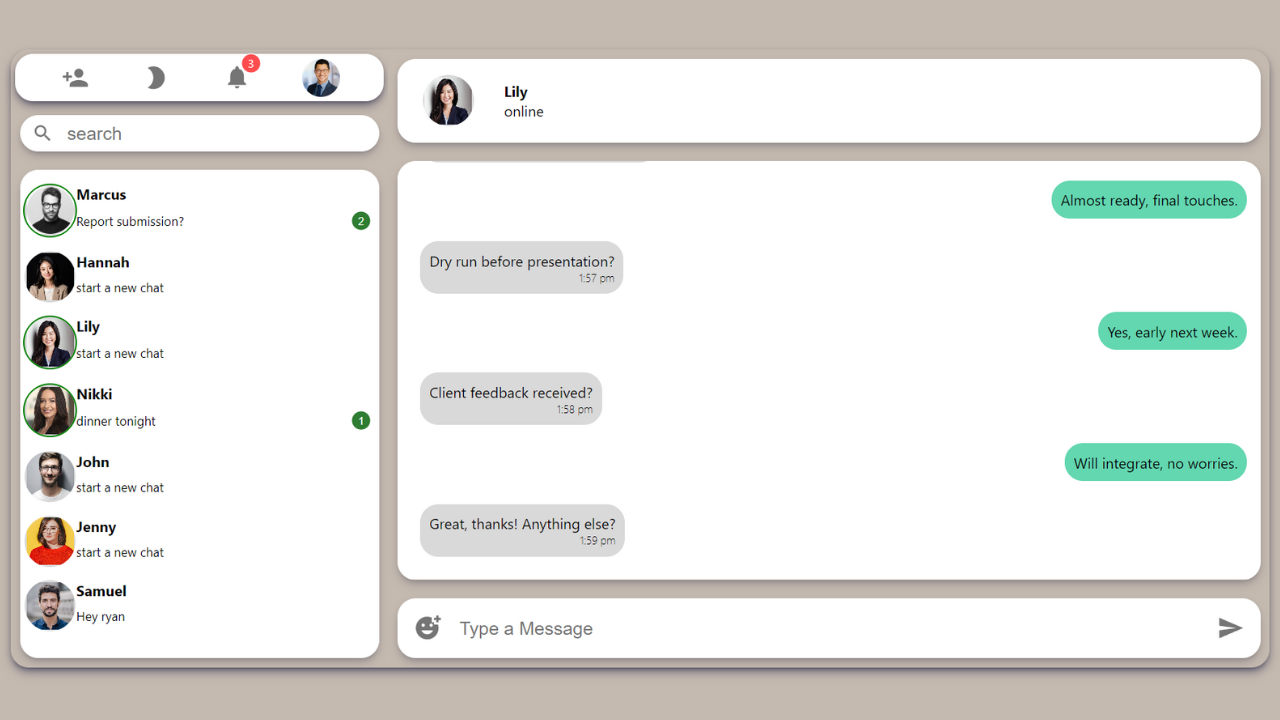 3
search
Marcus
Report submission?
2
Hannah
start a new chat
Lily
start a new chat
Nikki
dinner tonight
1
John
start a new chat
Jenny
start a new chat
Samuel
Hey ryan
Lily
online
Almost ready, final touches.
Dry run before presentation?
1:57 pm
Yes, early next week.
Client feedback received?
1:58 pm
Will integrate, no worries.
Great, thanks! Anything else?
1:59 pm
Type a Message